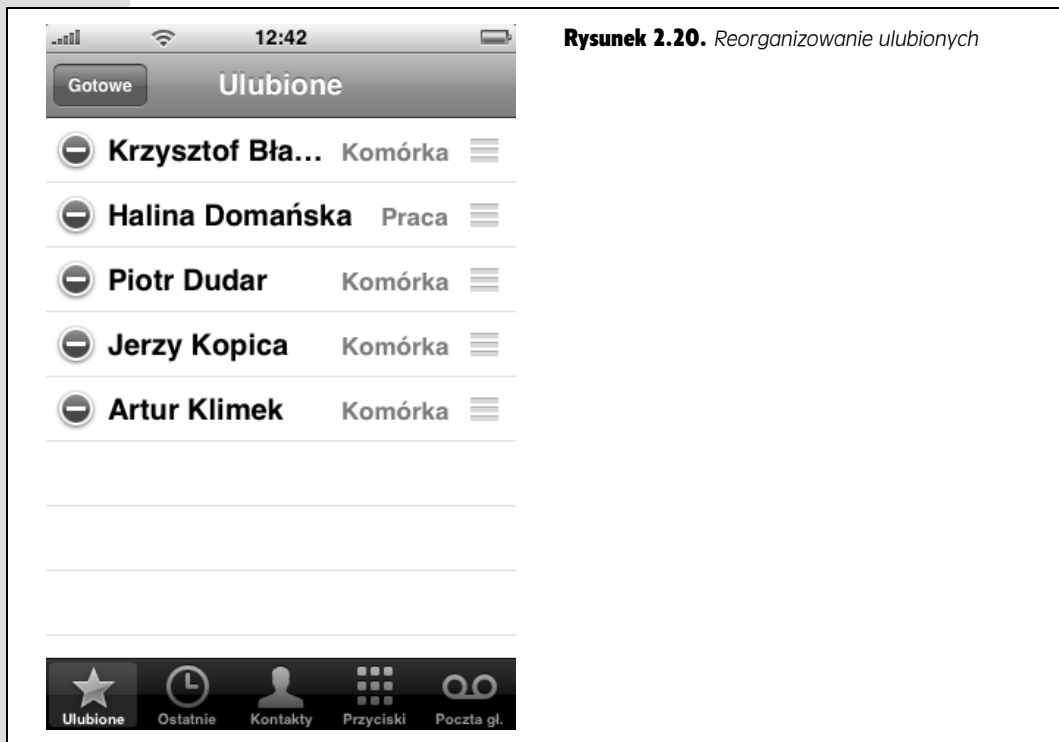 12:42
Gotowe Ulubione
Krzysztof Bła... Komórka
Halina Domańska Praca
Piotr Dudar Komórka
Jerzy Kopica Komórka
Artur Klimek Komórka
Ulubione Ostatnie Kontakty Przyciski Poczta gł.
Rysunek 2.20. Reorganizowanie ulubionych